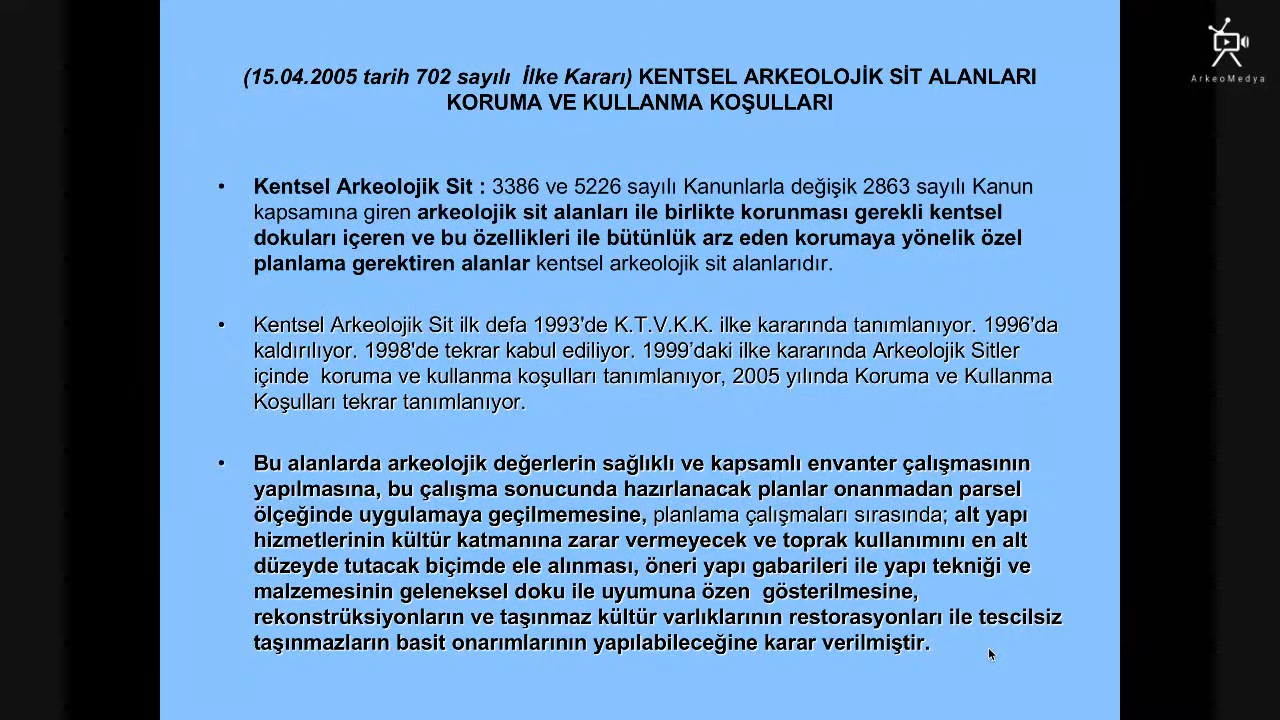 ArkeoMedya
(15.04.2005 tarih 702 sayılı  İlke Kararı) KENTSEL ARKEOLOJİK SİT ALANLARI
KORUMA VE KULLANMA KOŞULLARI
• Kentsel Arkeolojik Sit : 3386 ve 5226 sayılı Kanunlarla değişik 2863 sayılı Kanun
kapsamına giren arkeolojik sit alanları ile birlikte korunması gerekli kentsel
dokuları içeren ve bu özellikleri ile bütünlük arz eden korumaya yönelik özel
planlama gerektiren alanlar kentsel arkeolojik sit alanlarıdır.
• Kentsel Arkeolojik Sit ilk defa 1993'de K.T.V.K.K. ilke kararında tanımlanıyor. 1996'da
kaldırılıyor. 1998'de tekrar kabul ediliyor. 1999’daki ilke kararında Arkeolojik Sitler
içinde  koruma ve kullanma koşulları tanımlanıyor, 2005 yılında Koruma ve Kullanma
Koşulları tekrar tanımlanıyor.
• Bu alanlarda arkeolojik değerlerin sağlıklı ve kapsamlı envanter çalışmasının
yapılmasına, bu çalışma sonucunda hazırlanacak planlar onanmadan parsel
ölçeğinde uygulamaya geçilmemesine, planlama çalışmaları sırasında; alt yapı
hizmetlerinin kültür katmanına zarar vermeyecek ve toprak kullanımını en alt
düzeyde tutacak biçimde ele alınması, öneri yapı gabarileri ile yapı tekniği ve
malzemesinin geleneksel doku ile uyumuna özen  gösterilmesine,
rekonstrüksiyonların ve taşınmaz kültür varlıklarının restorasyonları ile tescilsiz
taşınmazların basit onarımlarının yapılabileceğine karar verilmiştir.